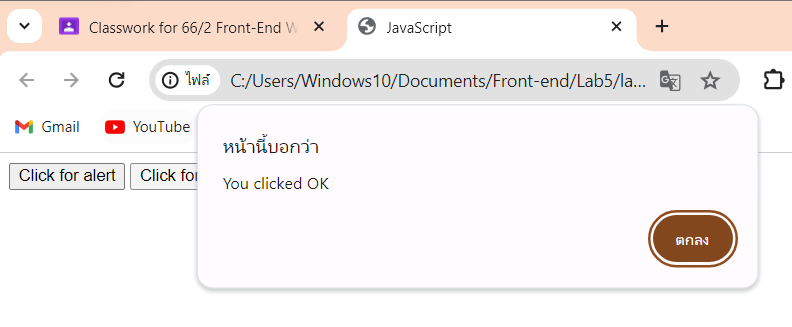 Classwork for 66/2 Front-End W
JavaScript
ไฟล์
C:/Users/Windows10/Documents/Front-end/Lab5/la...
Gmail
YouTube
หน้านี้บอกว่า
You clicked OK
ตกลง
Click for alert
Click for